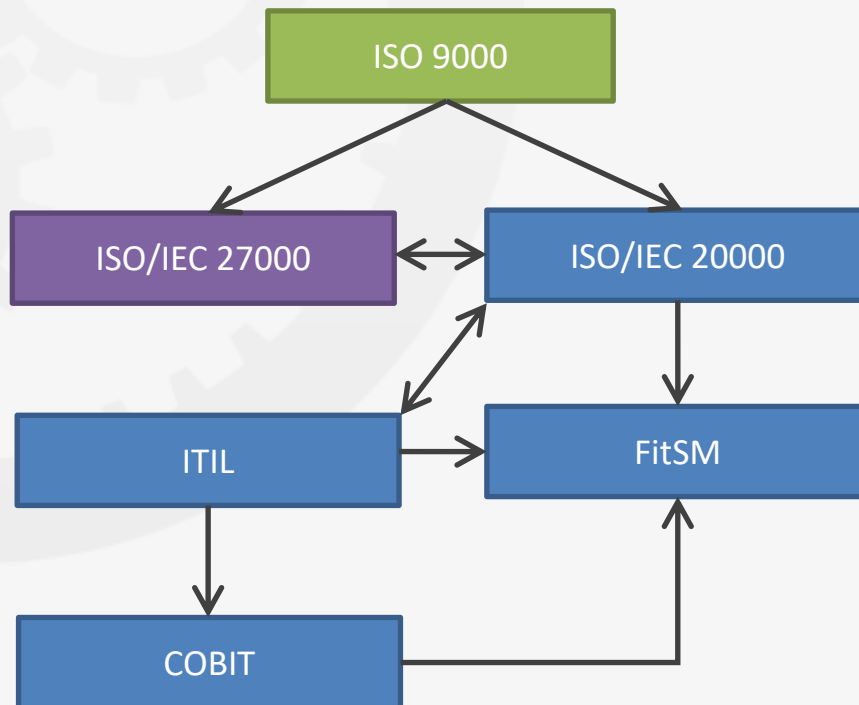 ISO 9000
ISO/IEC 27000
ISO/IEC 20000
ITIL
FitSM
COBIT